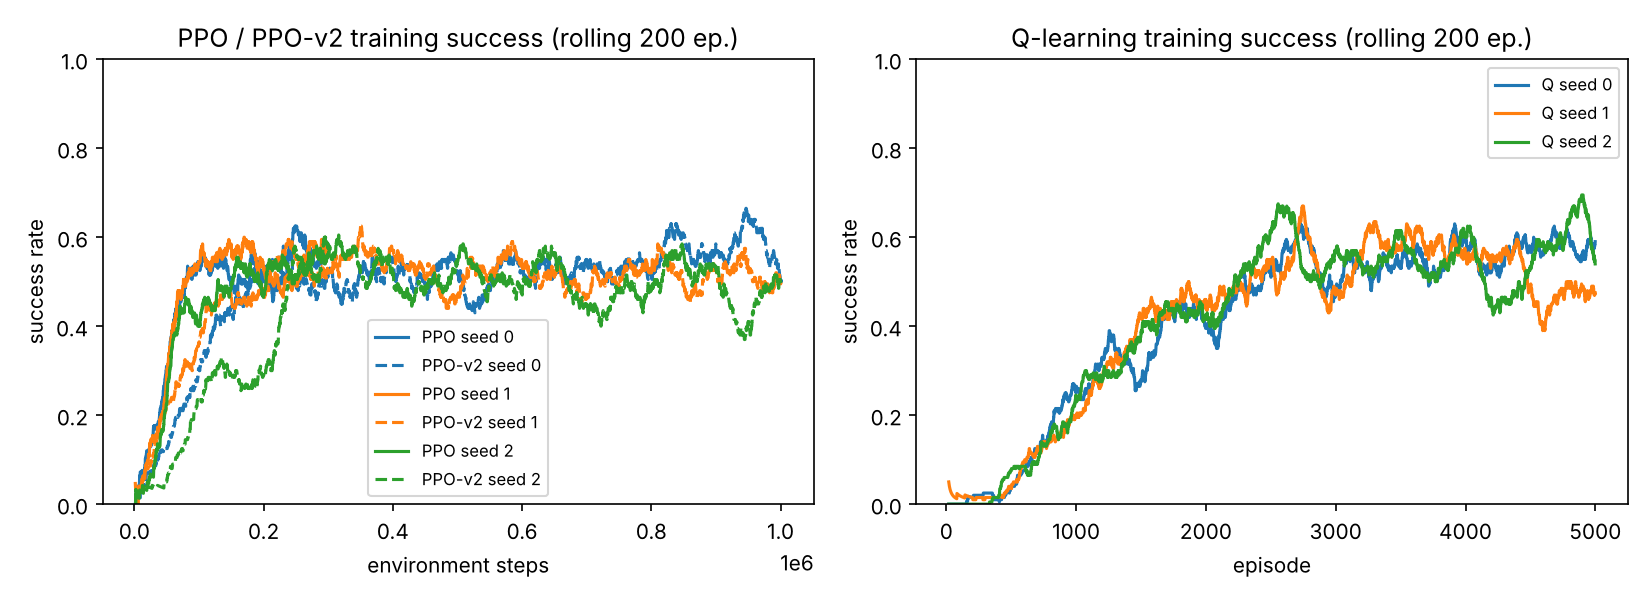 PPO / PPO-v2 training success (rolling 200 ep.)
success rate
1.0
0.8
0.6
0.4
0.2
0.0
PPO seed 0
PPO-v2 seed 0
PPO seed 1
PPO-v2 seed 1
PPO seed 2
PPO-v2 seed 2
0.0 0.2 0.4 0.6 0.8 1.0
1e6
environment steps
Q-learning training success (rolling 200 ep.)
success rate
1.0
0.8
0.6
0.4
0.2
0.0
Q seed 0
Q seed 1
Q seed 2
0 1000 2000 3000 4000 5000
episode